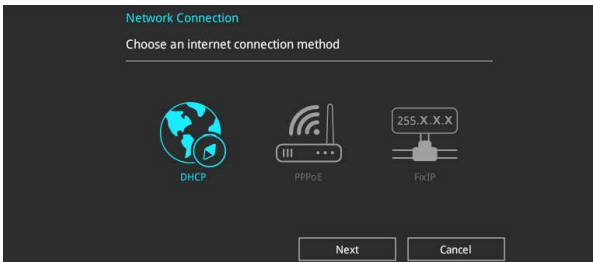 Network Connection
Choose an internet connection method
255.X.X.X
DHCP
PPPoE
FixIP
Next
Cancel